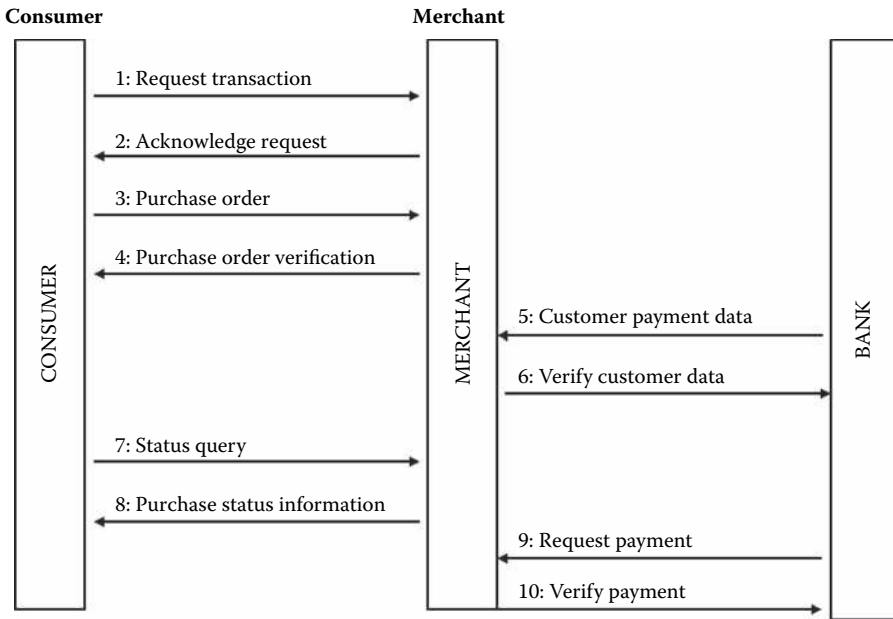 Consumer
Merchant
1: Request transaction
2: Acknowledge request
3: Purchase order
4: Purchase order verification
CONSUMER
MERCHANT
BANK
5: Customer payment data
6: Verify customer data
7: Status query
8: Purchase status information
9: Request payment
10: Verify payment